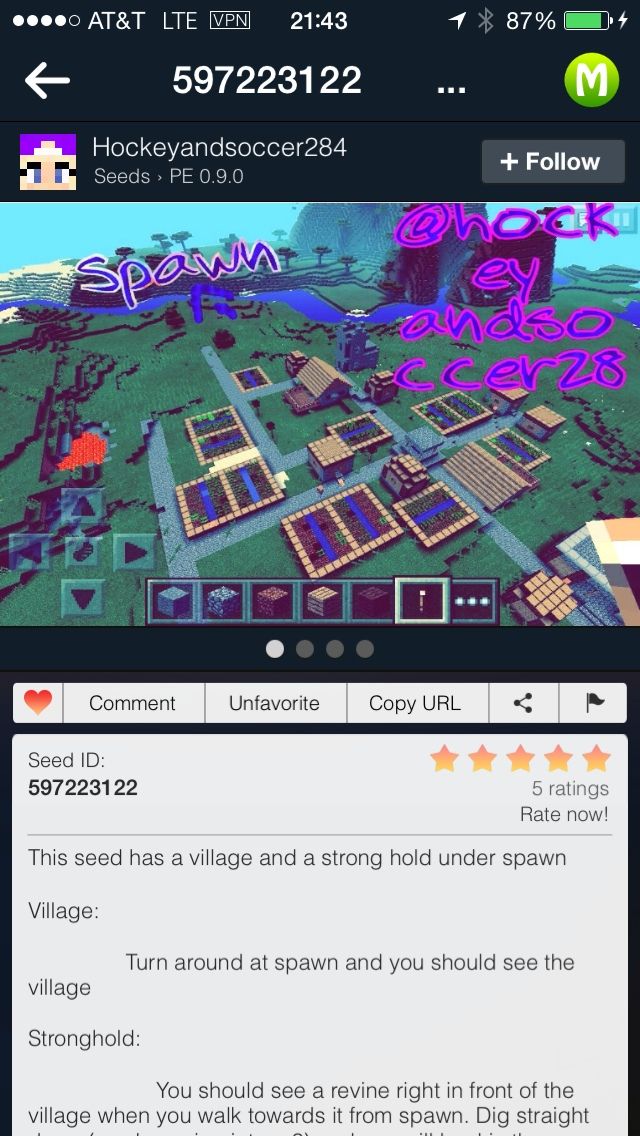 AT&T LTE VPN 21:43 87%
597223122 ... M
Hockeyandsoccer284
Seeds › PE 0.9.0
+ Follow
Spawn
@hock
ey
andso
ccer28
Comment Unfavorite Copy URL
Seed ID:
597223122
5 ratings
Rate now!
This seed has a village and a strong hold under spawn
Village:
Turn around at spawn and you should see the
village
Stronghold:
You should see a revine right in front of the
village when you walk towards it from spawn. Dig straight